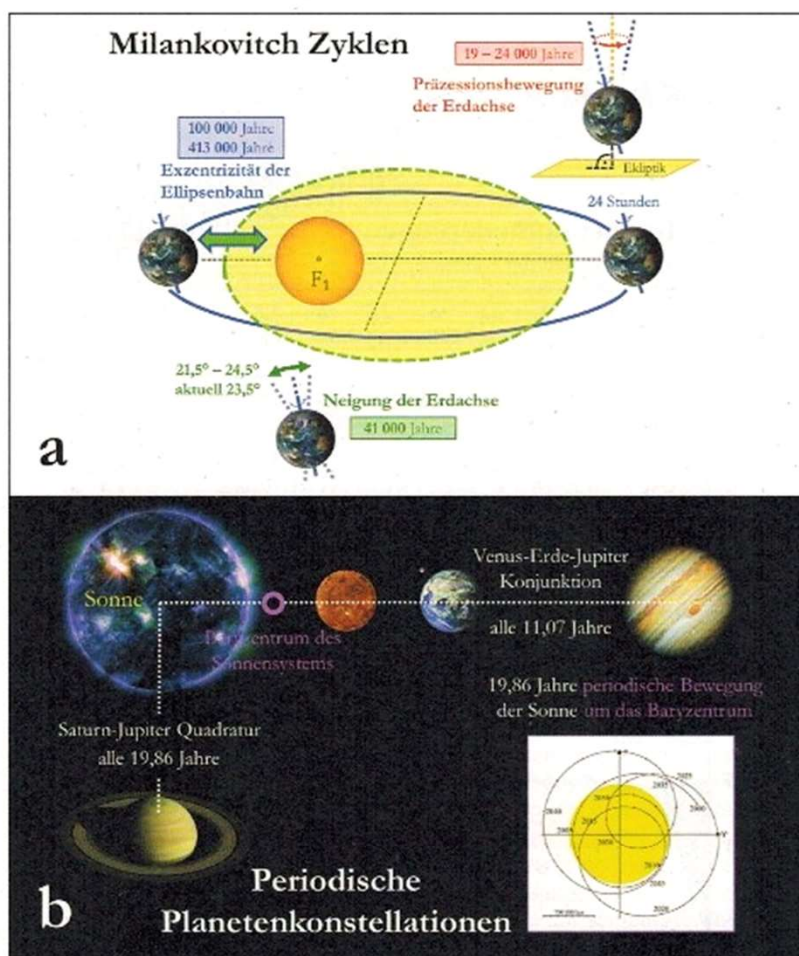 Milankovitch Zyklen
19 – 24 000 Jahre
Präzessionsbewegung
der Erdachse
100 000 Jahre
413 000 Jahre
Exzentrizität der
Ellipsenbahn
Ekliptik
24 Stunden
F1
21,5° – 24,5°
aktuell 23,5°
Neigung der Erdachse
41 000 Jahre
a
Venus-Erde-Jupiter
Konjunktion
Sonne
alle 11,07 Jahre
Baryzentrum des
Sonnensystems
19,86 Jahre periodische Bewegung
der Sonne um das Baryzentrum
Saturn-Jupiter Quadratur
alle 19,86 Jahre
Periodische
Planetenkonstellationen
b